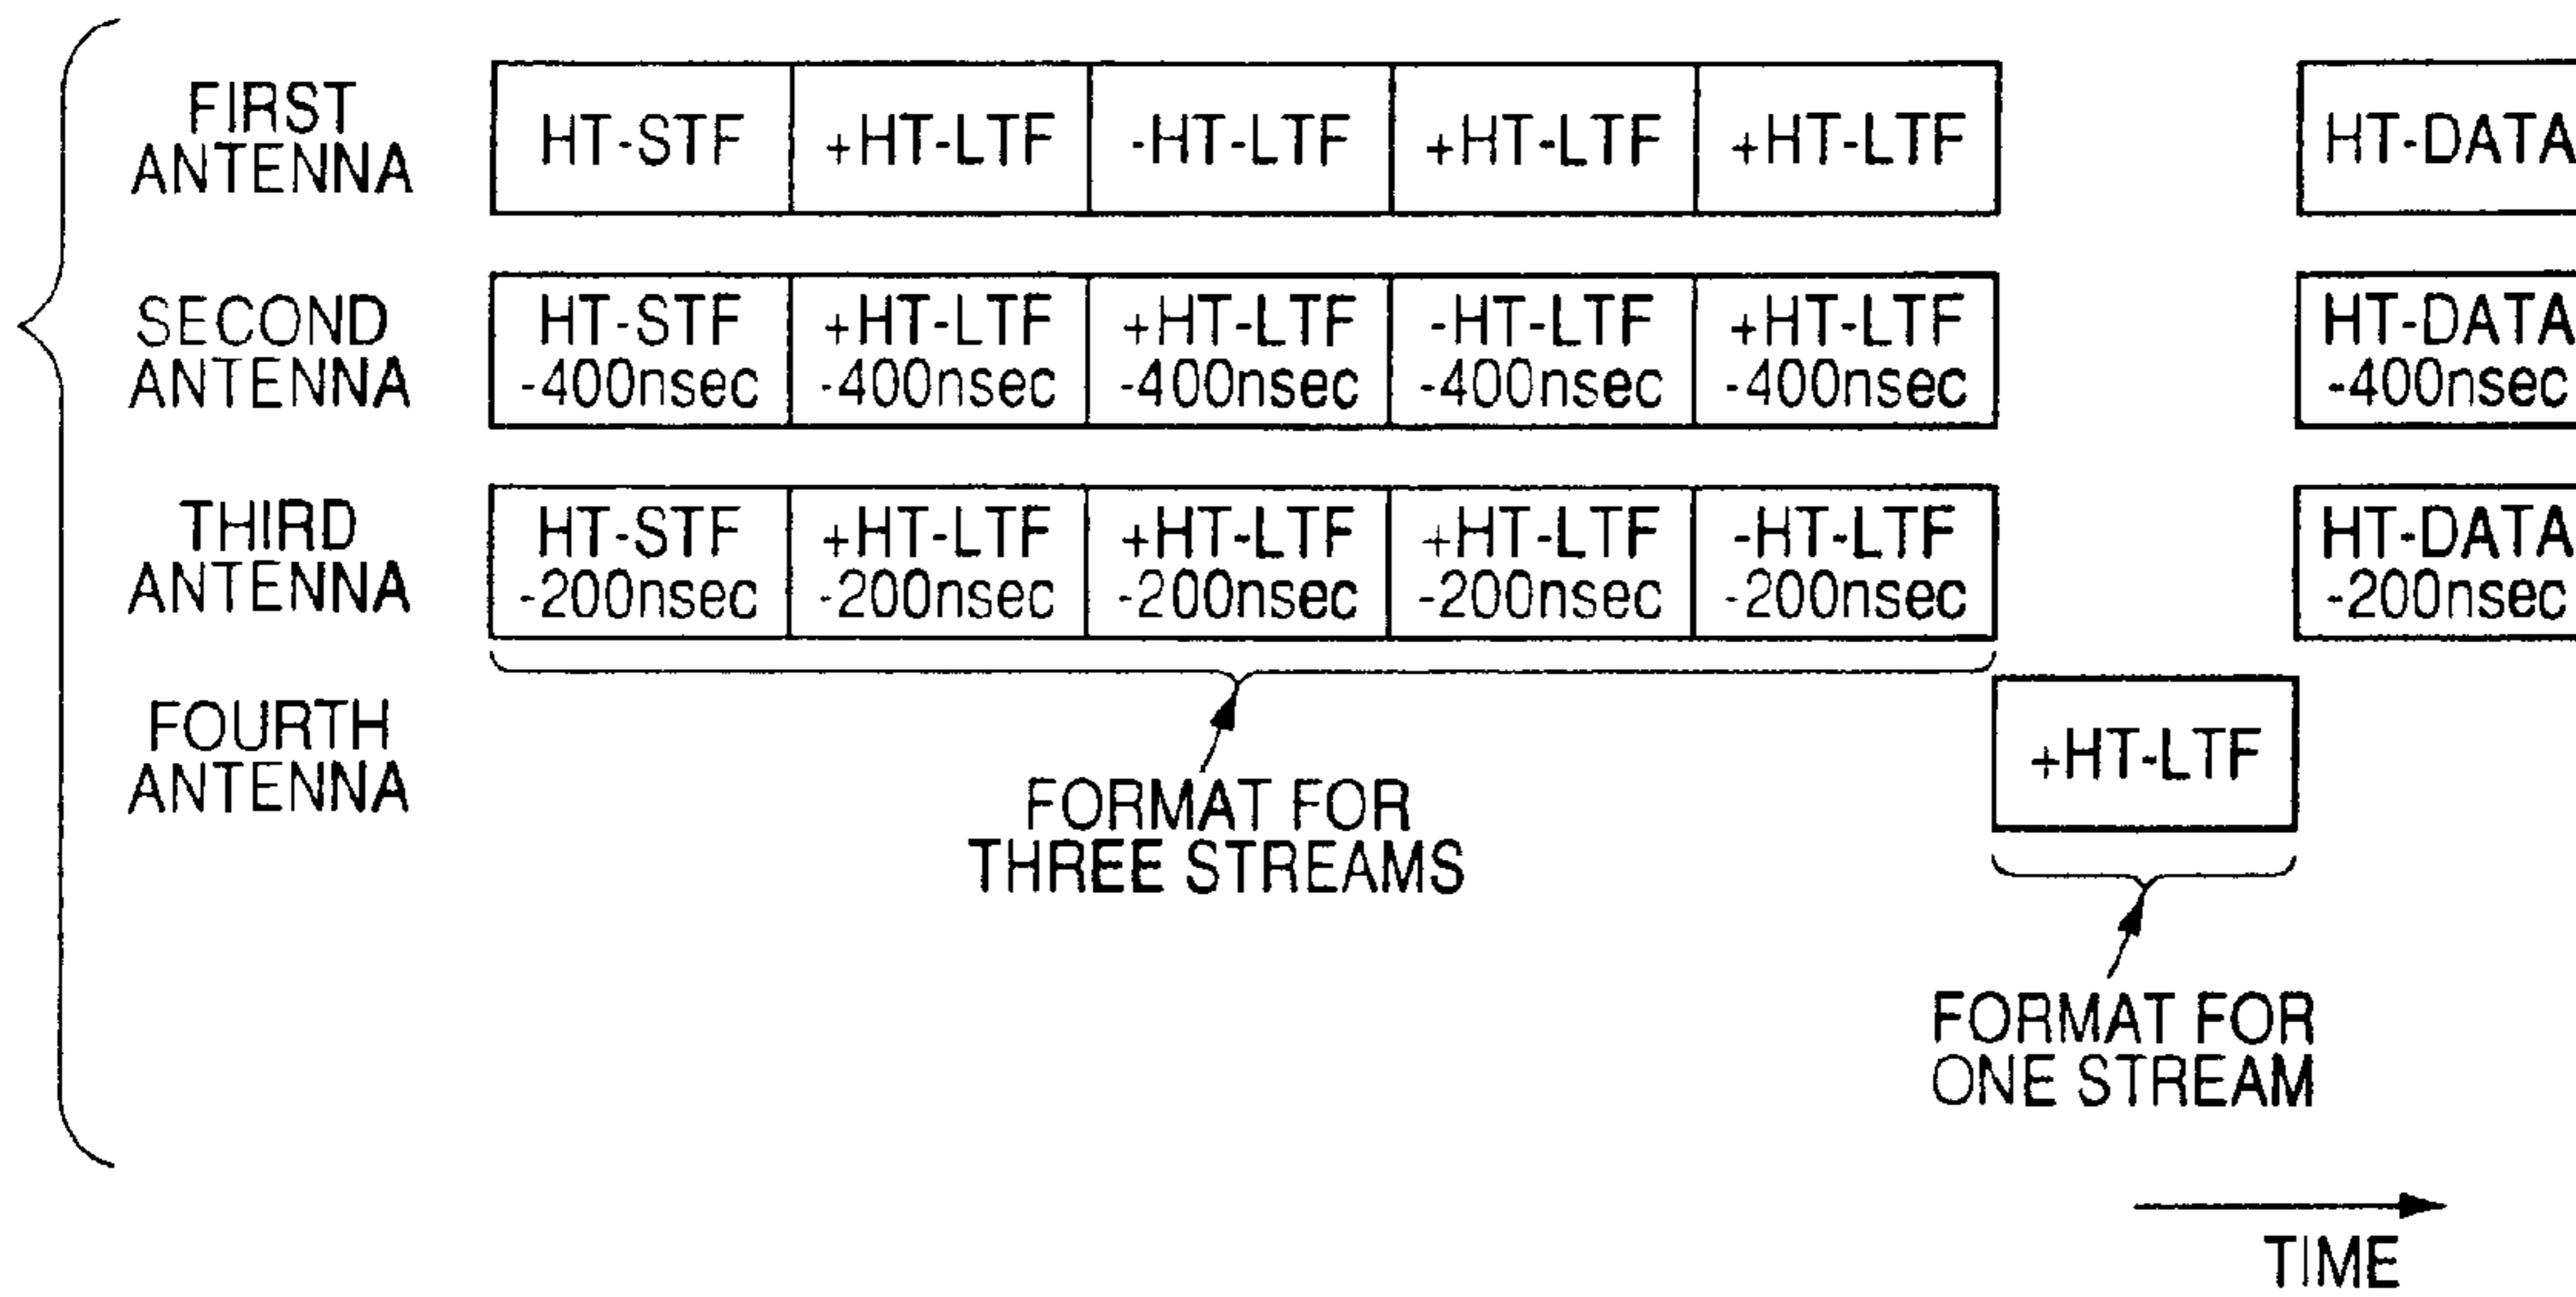 FIRST
ANTENNA
HT-STF +HT-LTF -HT-LTF +HT-LTF +HT-LTF HT-DATA
SECOND
ANTENNA
HT-STF +HT-LTF +HT-LTF -HT-LTF +HT-LTF HT-DATA
-400nsec -400nsec -400nsec -400nsec -400nsec -400nsec
THIRD
ANTENNA
HT-STF +HT-LTF +HT-LTF +HT-LTF -HT-LTF HT-DATA
-200nsec -200nsec -200nsec -200nsec -200nsec -200nsec
FOURTH
ANTENNA
+HT-LTF
FORMAT FOR
THREE STREAMS
FORMAT FOR
ONE STREAM
TIME